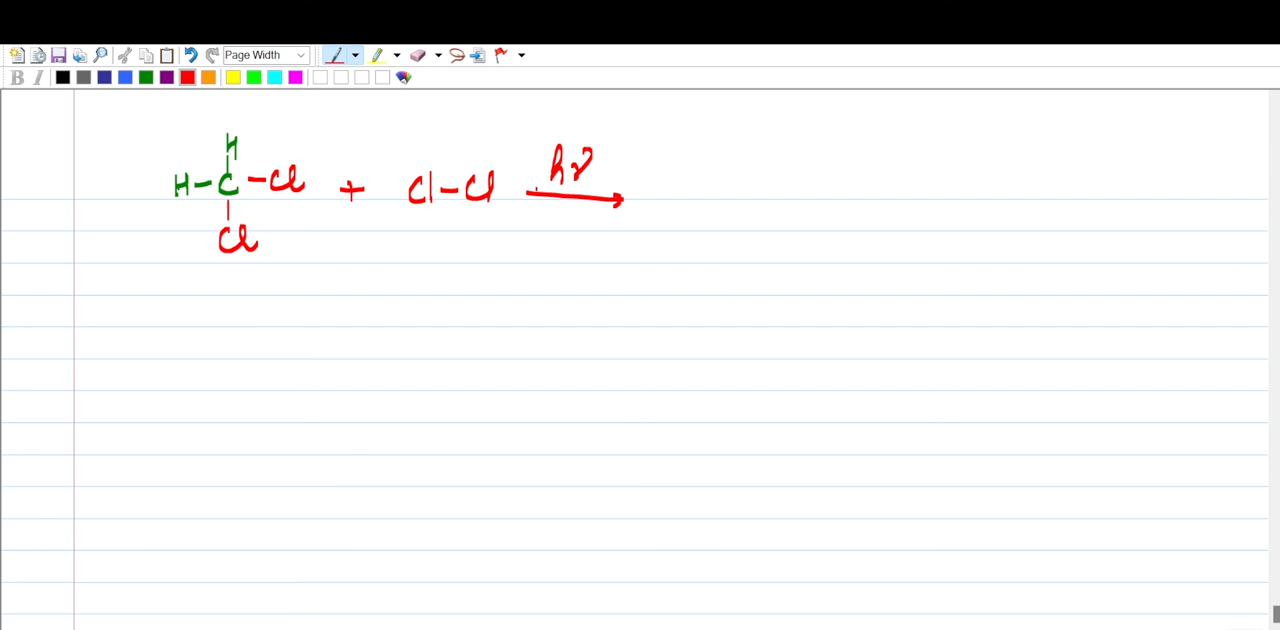 Page Width
B I
H
H-C-Cl + Cl-Cl hν
Cl